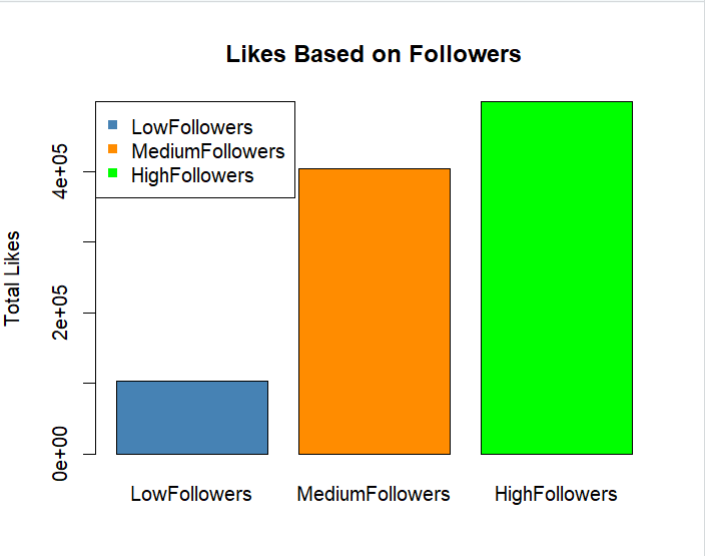 Likes Based on Followers
LowFollowers
MediumFollowers
HighFollowers
Total Likes
4e+05
2e+05
0e+00
LowFollowers MediumFollowers HighFollowers